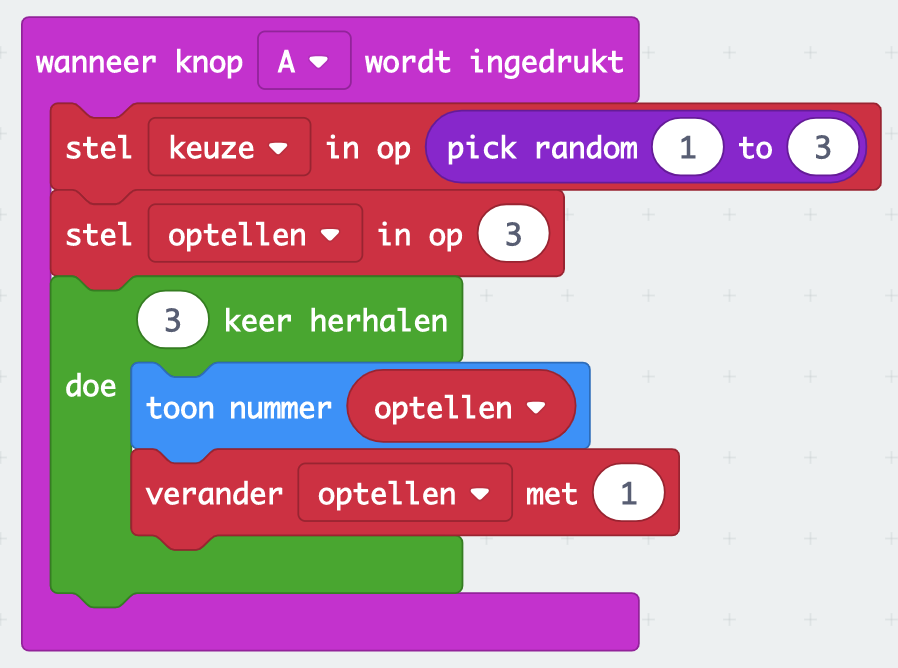 wanneer knop A wordt ingedrukt
stel keuze in op pick random 1 to 3
stel optellen in op 3
3 keer herhalen
doe
toon nummer optellen
verander optellen met 1